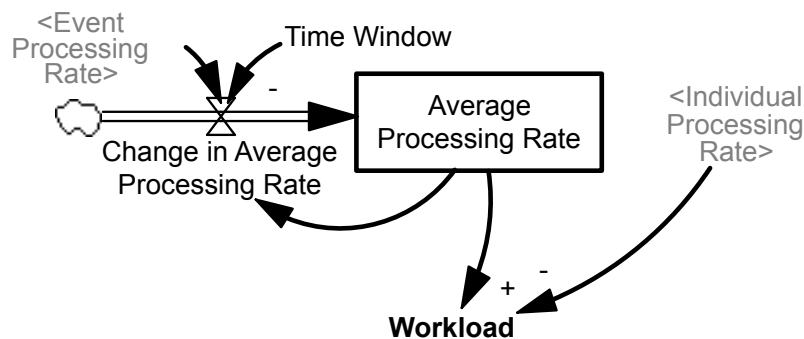 <Event
Processing
Rate>
Time Window
-
Average
Processing Rate
<Individual
Processing
Rate>
Change in Average
Processing Rate
-
+
Workload